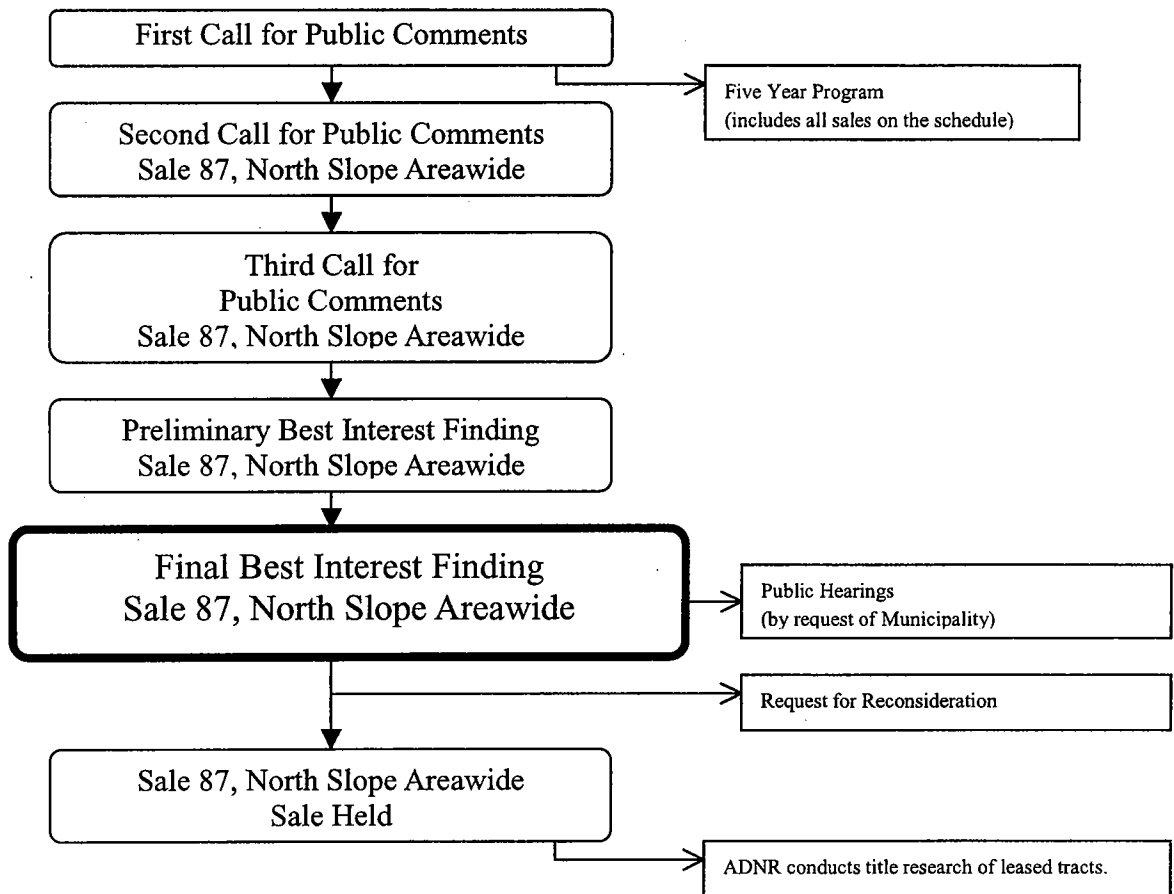 First Call for Public Comments
Five Year Program
(includes all sales on the schedule)
Second Call for Public Comments
Sale 87, North Slope Areawide
Third Call for
Public Comments
Sale 87, North Slope Areawide
Preliminary Best Interest Finding
Sale 87, North Slope Areawide
Final Best Interest Finding
Sale 87, North Slope Areawide
Public Hearings
(by request of Municipality)
Request for Reconsideration
Sale 87, North Slope Areawide
Sale Held
ADNR conducts title research of leased tracts.